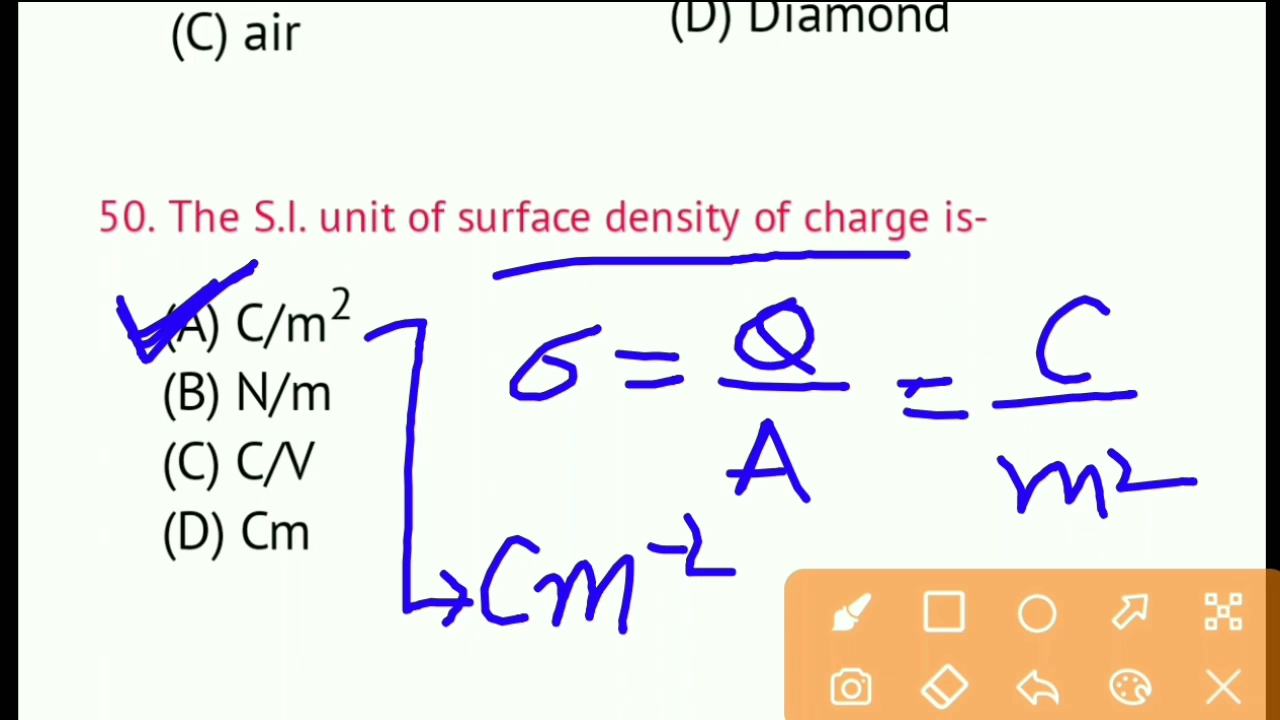 (C) air (D) Diamond
50. The S.I. unit of surface density of charge is-
(A) C/m²
(B) N/m
(C) C/V
(D) Cm
σ = Q/A = C/m²
Cm⁻²